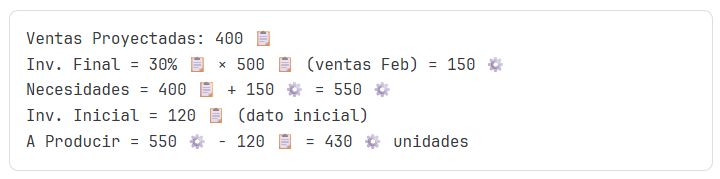 Ventas Proyectadas: 400 📋
Inv. Final = 30% 📋 × 500 📋 (ventas Feb) = 150 ⚙️
Necesidades = 400 📋 + 150 ⚙️ = 550 ⚙️
Inv. Inicial = 120 📋 (dato inicial)
A Producir = 550 ⚙️ - 120 📋 = 430 ⚙️ unidades